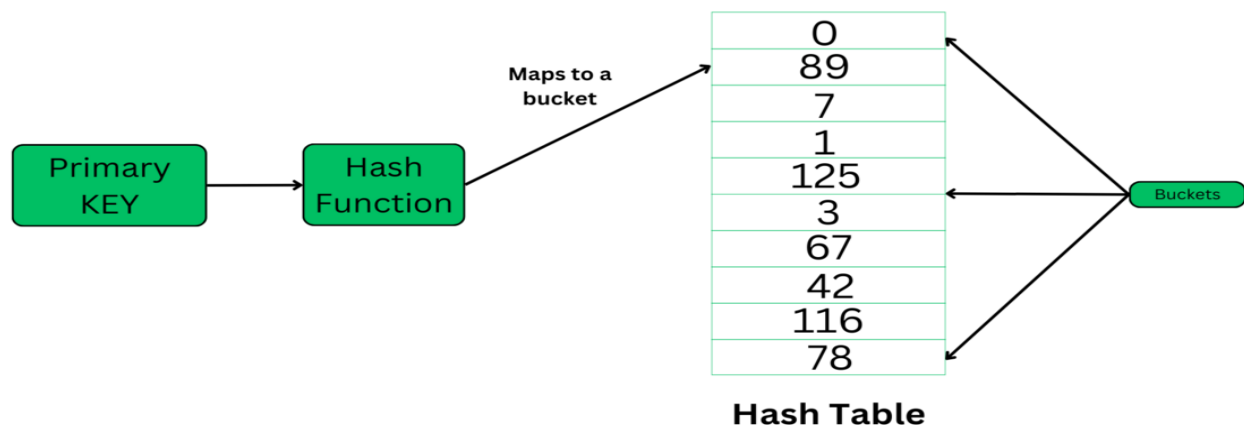 Primary
KEY
Hash
Function
Maps to a
bucket
0
89
7
1
125
3
67
42
116
78
Buckets
Hash Table